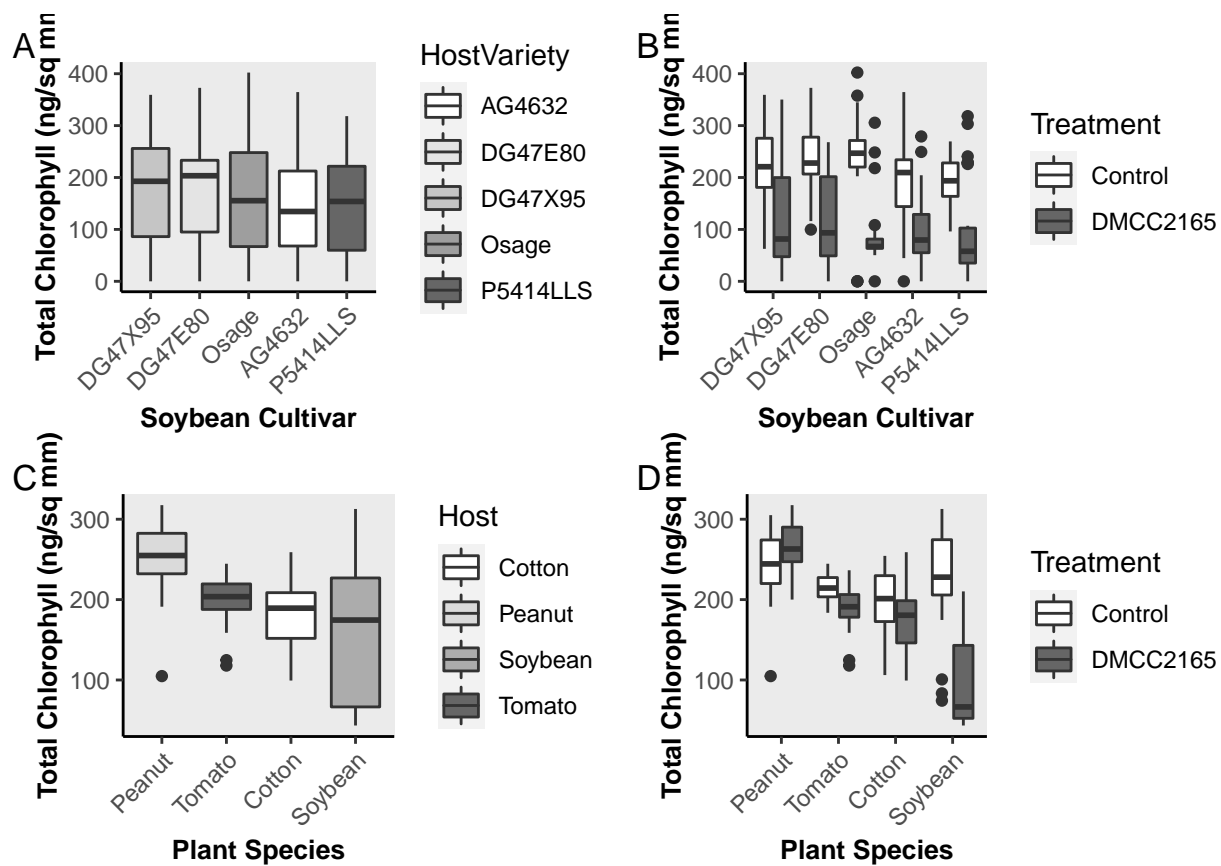 A
Total Chlorophyll (ng/sq mm
400
300
200
100
0
DG47X95
DG47E80
Osage
AG4632
P5414LLS
Soybean Cultivar
HostVariety
AG4632
DG47E80
DG47X95
Osage
P5414LLS
B
Total Chlorophyll (ng/sq mm
400
300
200
100
0
DG47X95
DG47E80
Osage
AG4632
P5414LLS
Soybean Cultivar
Treatment
Control
DMCC2165
C
Total Chlorophyll (ng/sq mm)
300
200
100
Peanut
Tomato
Cotton
Soybean
Plant Species
Host
Cotton
Peanut
Soybean
Tomato
D
Total Chlorophyll (ng/sq mm)
300
200
100
Peanut
Tomato
Cotton
Soybean
Plant Species
Treatment
Control
DMCC2165